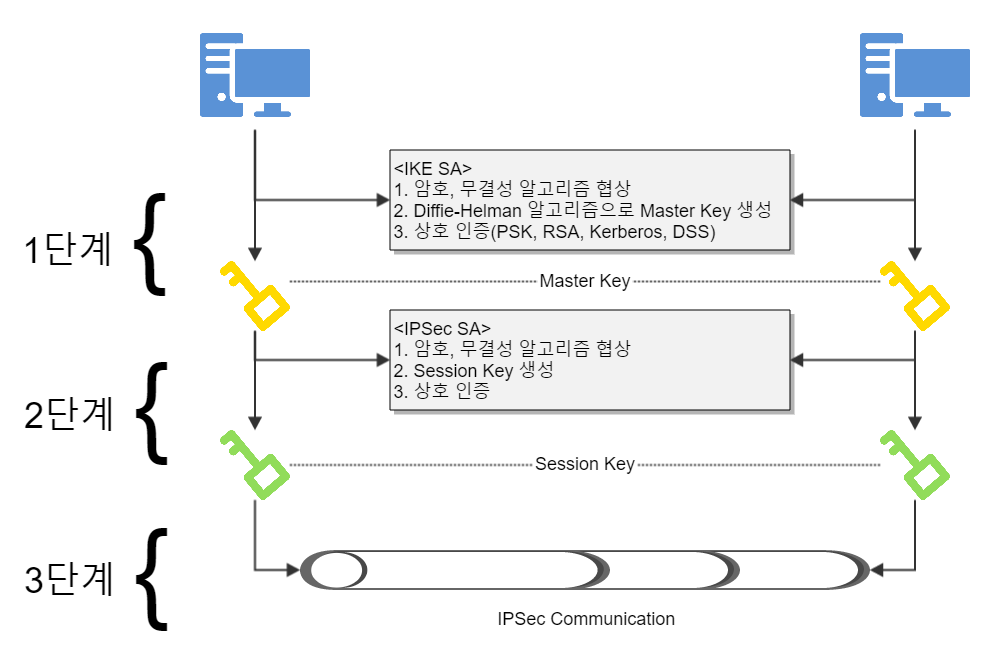 <IKE SA>
1. 암호, 무결성 알고리즘 협상
2. Diffie-Helman 알고리즘으로 Master Key 생성
3. 상호 인증(PSK, RSA, Kerberos, DSS)
1단계
Master Key
<IPSec SA>
1. 암호, 무결성 알고리즘 협상
2. Session Key 생성
3. 상호 인증
2단계
Session Key
3단계
IPSec Communication